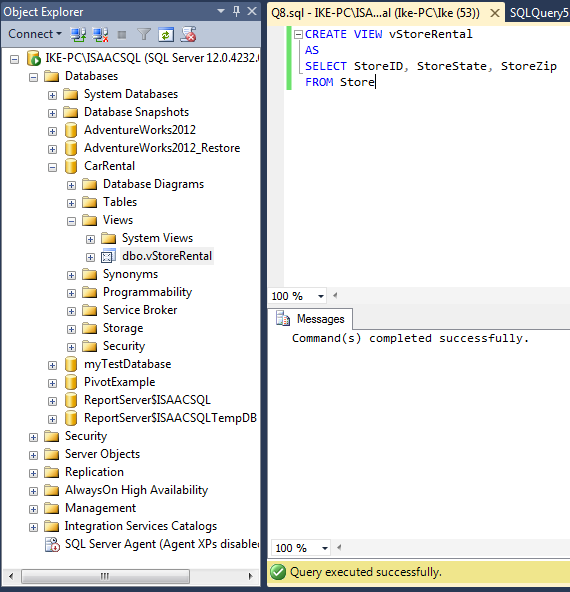 Object Explorer
Connect
IKE-PC\ISAACSQL (SQL Server 12.0.4232.
Databases
System Databases
Database Snapshots
AdventureWorks2012
AdventureWorks2012_Restore
CarRental
Database Diagrams
Tables
Views
System Views
dbo.vStoreRental
Synonyms
Programmability
Service Broker
Storage
Security
myTestDatabase
PivotExample
ReportServer$ISAACSQL
ReportServer$ISAACSQLTempDB
Security
Server Objects
Replication
AlwaysOn High Availability
Management
Integration Services Catalogs
SQL Server Agent (Agent XPs disable
Q8.sql - IKE-PC\ISA...al (Ike-PC\Ike (53))
SQLQuery5
CREATE VIEW vStoreRental
AS
SELECT StoreID, StoreState, StoreZip
FROM Store
100 %
Messages
Command(s) completed successfully.
100 %
Query executed successfully.